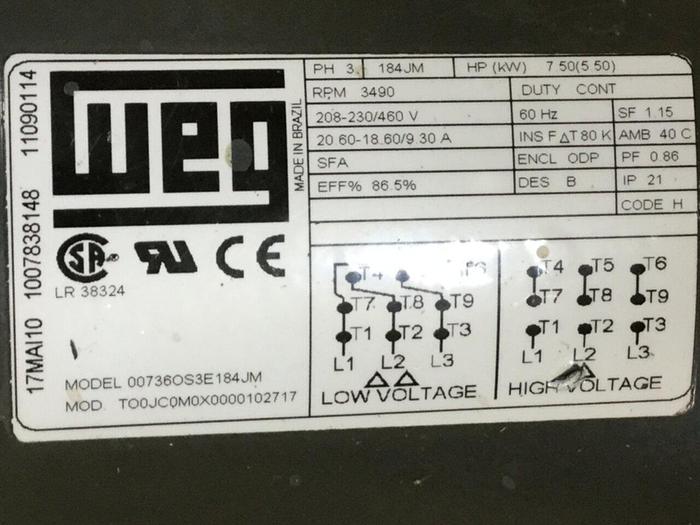 17MAI10 1007838148 11090114
WEG
MADE IN BRAZIL
SA
LR 38324
CE
MODEL 00736OS3E184JM
MOD. TO0JC0M0X0000102717
PH 3 184JM HP (kW) 7 50(5 50)
RPM 3490 DUTY CONT
208-230/460 V 60 Hz SF 1.15
20 60-18.60/9.30 A INS F ΔT 80 K AMB 40 C
SFA ENCL ODP PF 0.86
EFF% 86.5% DES B IP 21
CODE H
T4 T6
T7 T8 T9
T1 T2 T3
L1 L2 L3
LOW VOLTAGE
T4 T5 T6
T7 T8 T9
T1 T2 T3
L1 L2 L3
HIGH VOLTAGE